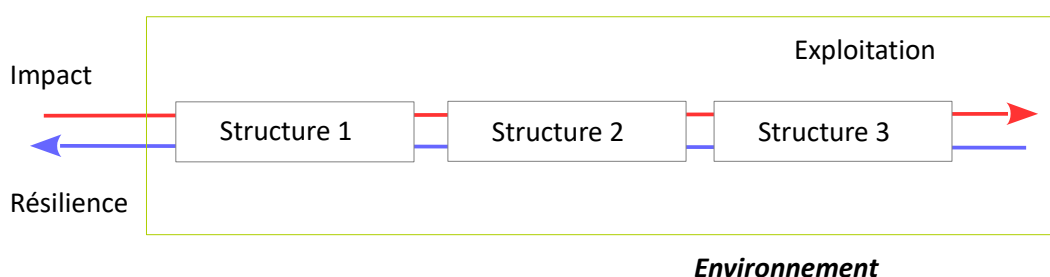 Exploitation
Impact
Structure 1
Structure 2
Structure 3
Résilience
Environnement